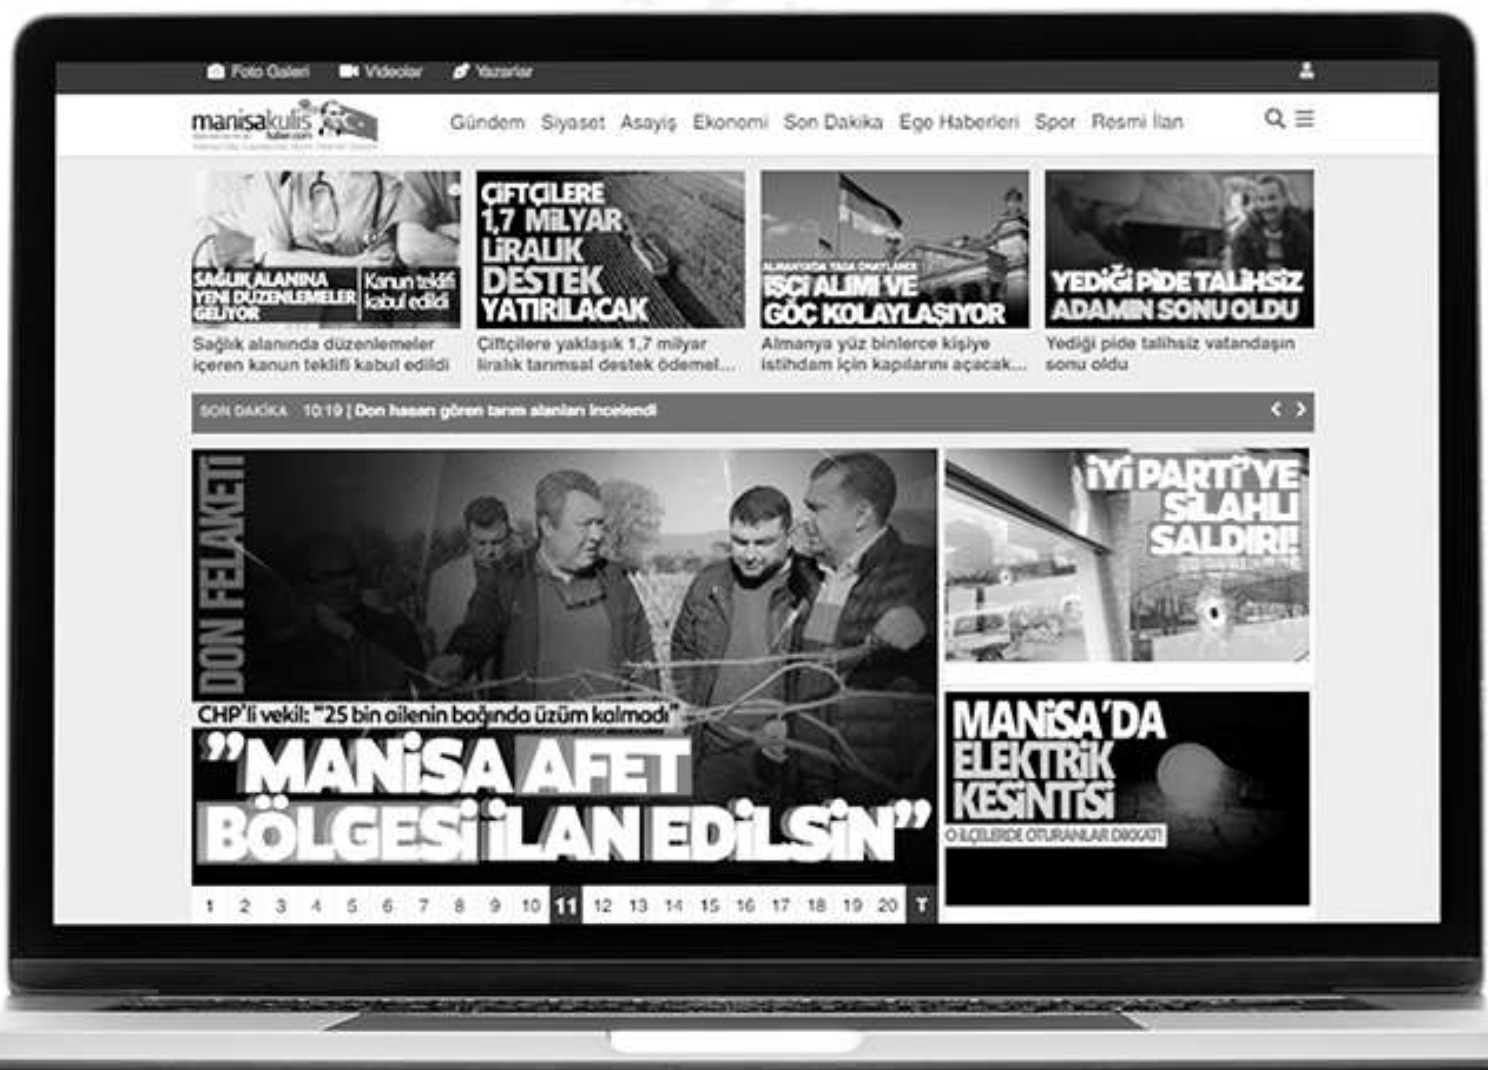 Foto Galeri Videolar Yazarlar
manisakulis
haber.com
Gündem Siyaset Asayiş Ekonomi Son Dakika Ege Haberleri Spor Resmi İlan
SAĞLIK ALANINA
YENİ DÜZENLEMELER
GELİYOR
Kanun teklifi
kabul edildi
Sağlık alanında düzenlemeler
içeren kanun teklifi kabul edildi
ÇİFTÇİLERE
1,7 MİLYAR
LİRALIK
DESTEK
YATIRILACAK
Çiftçilere yaklaşık 1,7 milyar
liralık tarımsal destek ödemel...
ALMANYA'DA YASA ONAYLANDI
İŞÇİ ALIMI VE
GÖÇ KOLAYLAŞIYOR
Almanya yüz binlerce kişiye
istihdam için kapılarını açacak...
YEDİĞİ PİDE TALİHSİZ
ADAMIN SONU OLDU
Yediği pide talihsiz vatandaşın
sonu oldu
SON DAKİKA 10:19 | Don hasarı gören tarım alanları incelendi
DON FELAKETİ
CHP'li vekil: "25 bin ailenin bağında üzüm kalmadı"
"MANİSA AFET
BÖLGESİ İLAN EDİLSİN"
1 2 3 4 5 6 7 8 9 10 11 12 13 14 15 16 17 18 19 20 T
İYİ PARTİ'YE
SİLAHLI
SALDIRI!
MANİSA'DA
ELEKTRİK
KESİNTİSİ
O İLÇELERDE OTURANLAR DİKKAT!